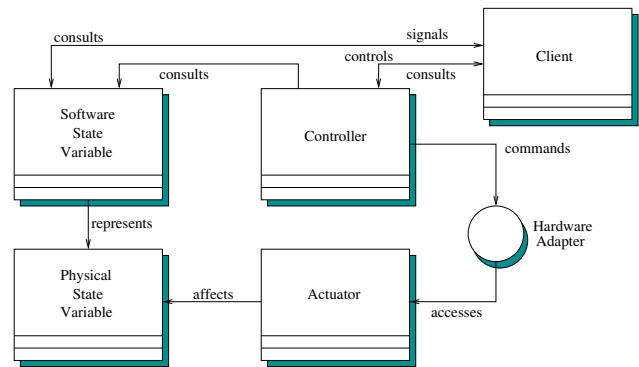 consults
signals
Client
controls
consults
consults
Software
State
Variable
Controller
commands
represents
Hardware
Adapter
Physical
State
Variable
affects
Actuator
accesses